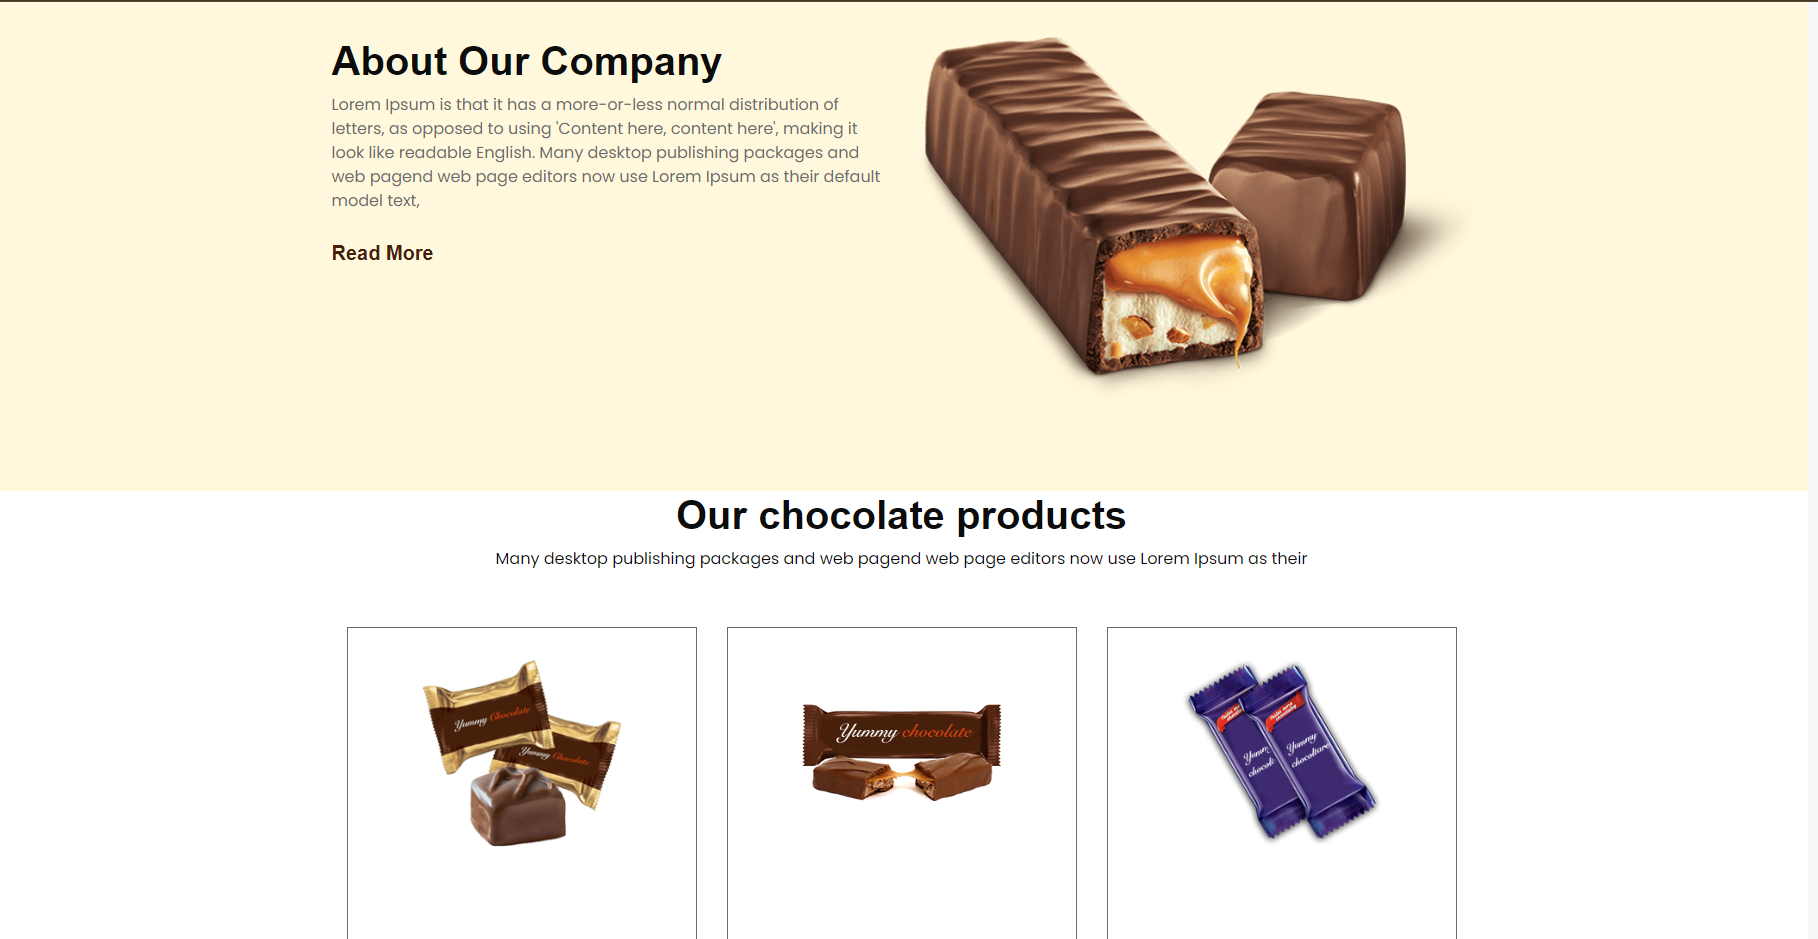 About Our Company
Lorem Ipsum is that it has a more-or-less normal distribution of
letters, as opposed to using 'Content here, content here', making it
look like readable English. Many desktop publishing packages and
web pagend web page editors now use Lorem Ipsum as their default
model text,
Read More
Our chocolate products
Many desktop publishing packages and web pagend web page editors now use Lorem Ipsum as their
Yummy Chocolate
Yummy Chocolate
Yummy chocolate
Yummy